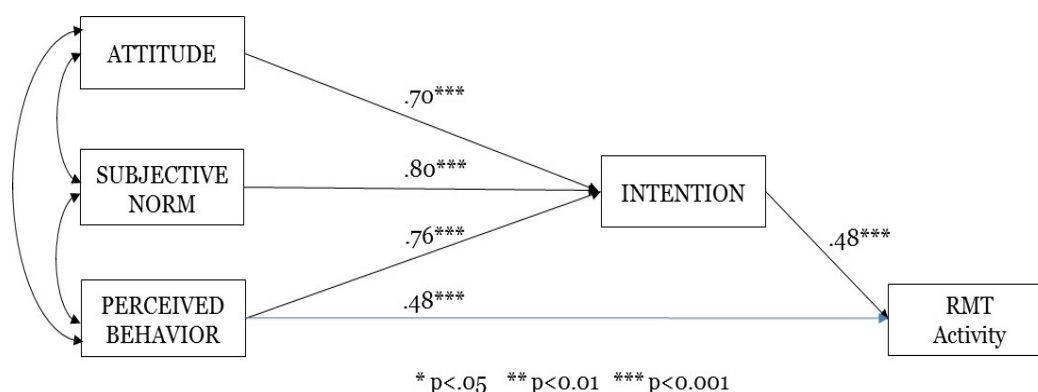 ATTITUDE
.70***
SUBJECTIVE
NORM
.80***
INTENTION
.76***
.48***
PERCEIVED
BEHAVIOR
.48***
RMT
Activity
* p<.05 ** p<0.01 *** p<0.001